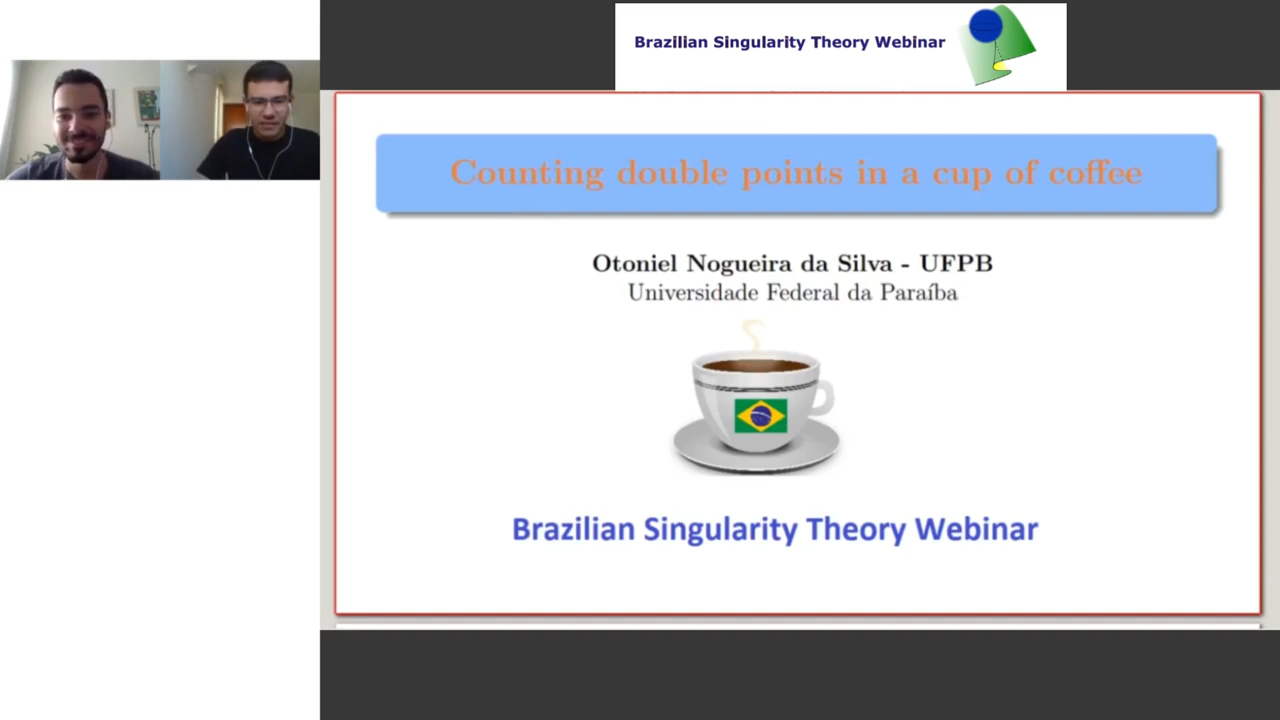 Brazilian Singularity Theory Webinar
Counting double points in a cup of coffee
Otoniel Nogueira da Silva - UFPB
Universidade Federal da Paraíba
Brazilian Singularity Theory Webinar